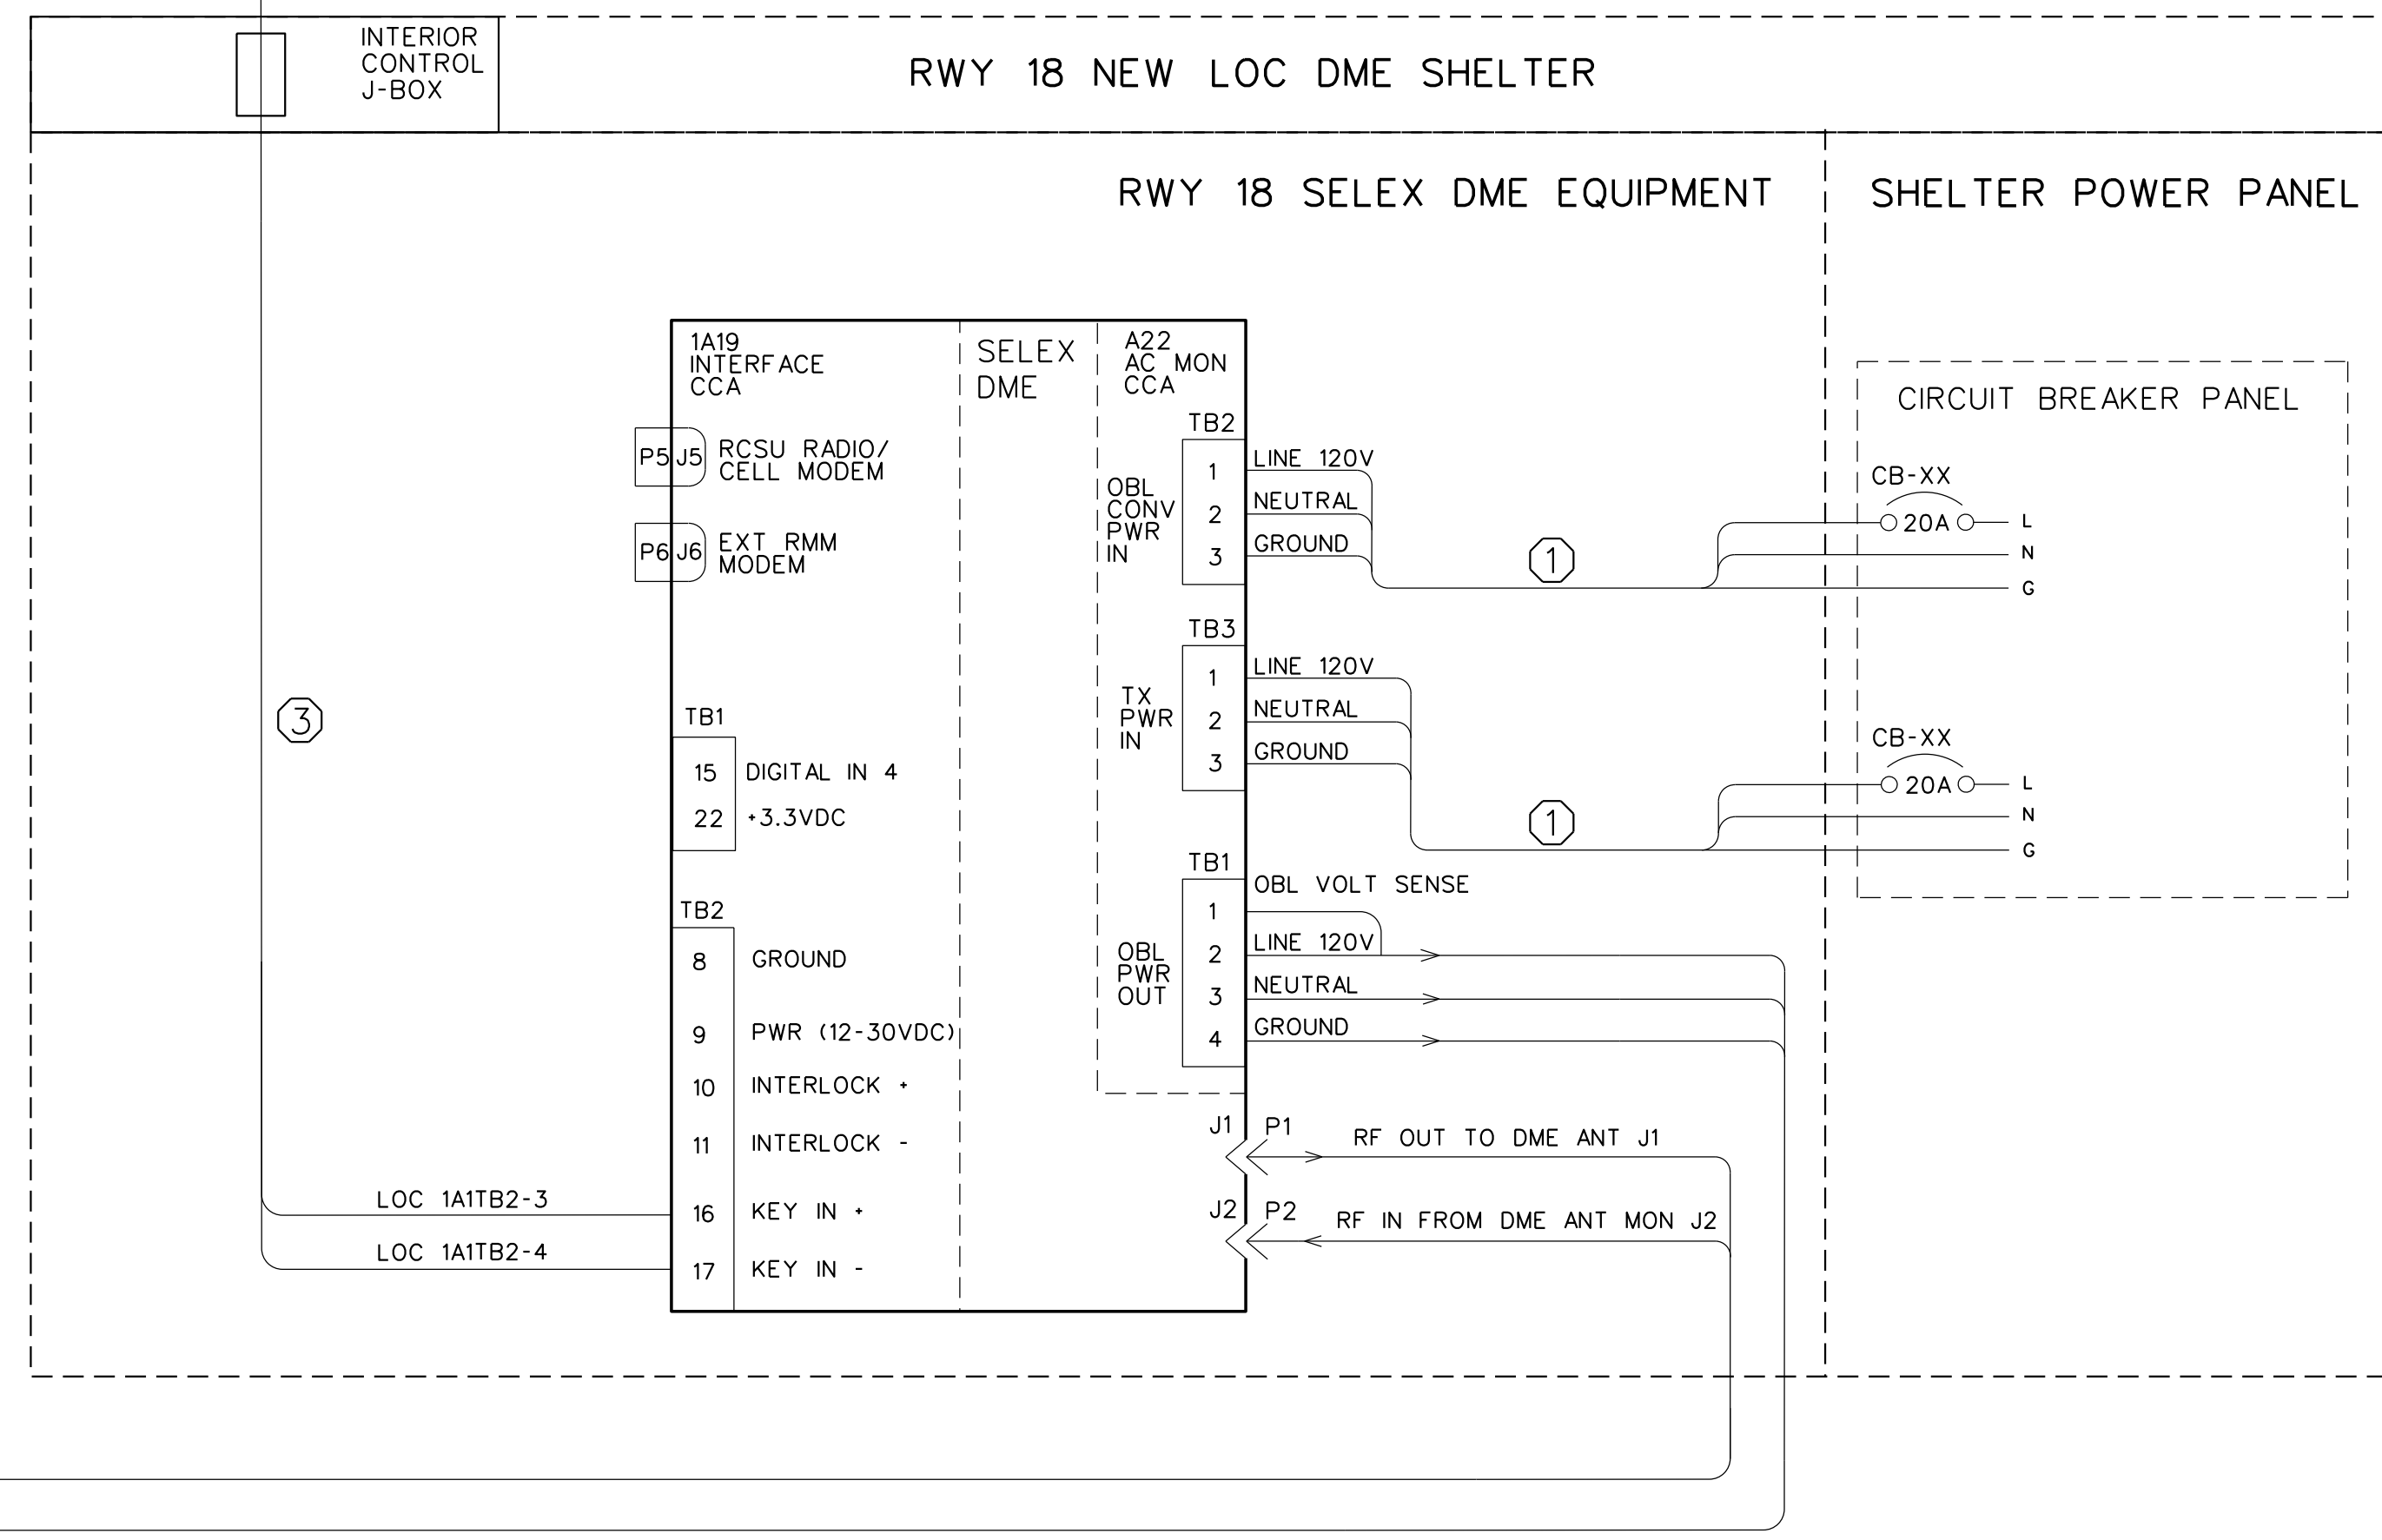 INTERIOR
CONTROL
J-BOX
RWY 18 NEW LOC DME SHELTER
RWY 18 SELEX DME EQUIPMENT
SHELTER POWER PANEL
1A19
INTERFACE
CCA
SELEX
DME
A22
AC MON
CCA
P5 J5
RCSU RADIO/
CELL MODEM
P6 J6
EXT RMM
MODEM
TB1
15 DIGITAL IN 4
22 +3.3VDC
TB2
8 GROUND
9 PWR (12-30VDC)
10 INTERLOCK +
11 INTERLOCK -
16 KEY IN +
17 KEY IN -
3
LOC 1A1TB2-3
LOC 1A1TB2-4
TB2
OBL
CONV
PWR
IN
1 LINE 120V
2 NEUTRAL
3 GROUND
1
TB3
TX
PWR
IN
1 LINE 120V
2 NEUTRAL
3 GROUND
1
TB1
OBL
PWR
OUT
OBL VOLT SENSE
1
2 LINE 120V
3 NEUTRAL
4 GROUND
J1 P1
RF OUT TO DME ANT J1
J2 P2
RF IN FROM DME ANT MON J2
CIRCUIT BREAKER PANEL
CB-XX
20A L
N
G
CB-XX
20A L
N
G